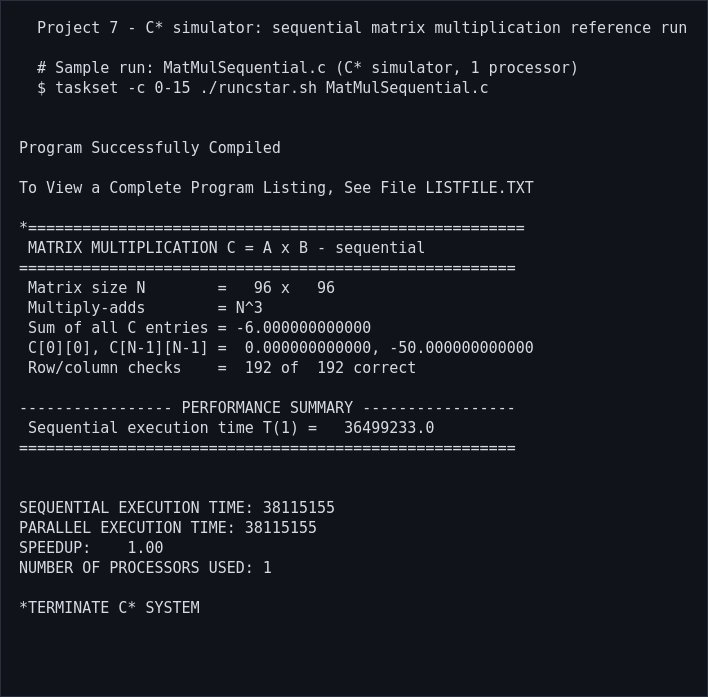 Project 7 - C* simulator: sequential matrix multiplication reference run
# Sample run: MatMulSequential.c (C* simulator, 1 processor)
$ taskset -c 0-15 ./runcstar.sh MatMulSequential.c
Program Successfully Compiled
To View a Complete Program Listing, See File LISTFILE.TXT
*=======================================================
MATRIX MULTIPLICATION C = A x B - sequential
=======================================================
Matrix size N        =   96 x   96
Multiply-adds        = N^3
Sum of all C entries = -6.000000000000
C[0][0], C[N-1][N-1] =  0.000000000000, -50.000000000000
Row/column checks    =  192 of  192 correct
----------------- PERFORMANCE SUMMARY -----------------
Sequential execution time T(1) =   36499233.0
=======================================================
SEQUENTIAL EXECUTION TIME: 38115155
PARALLEL EXECUTION TIME: 38115155
SPEEDUP:    1.00
NUMBER OF PROCESSORS USED: 1
*TERMINATE C* SYSTEM